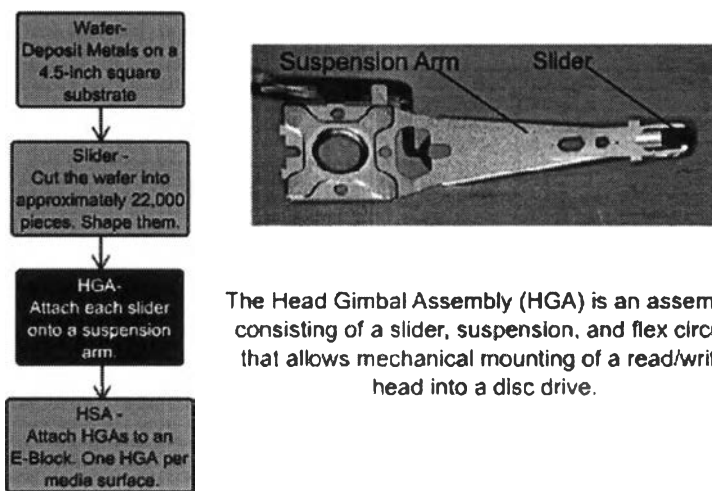 Wafer-
Deposit Metals on a
4.5-inch square
substrate
Slider -
Cut the wafer into
approximately 22,000
pieces. Shape them.
HGA-
Attach each slider
onto a suspension
arm.
HSA -
Attach HGAs to an
E-Block. One HGA per
media surface.
Suspension Arm
Slider
The Head Gimbal Assembly (HGA) is an assem
consisting of a slider, suspension, and flex circu
that allows mechanical mounting of a read/writ
head into a disc drive.